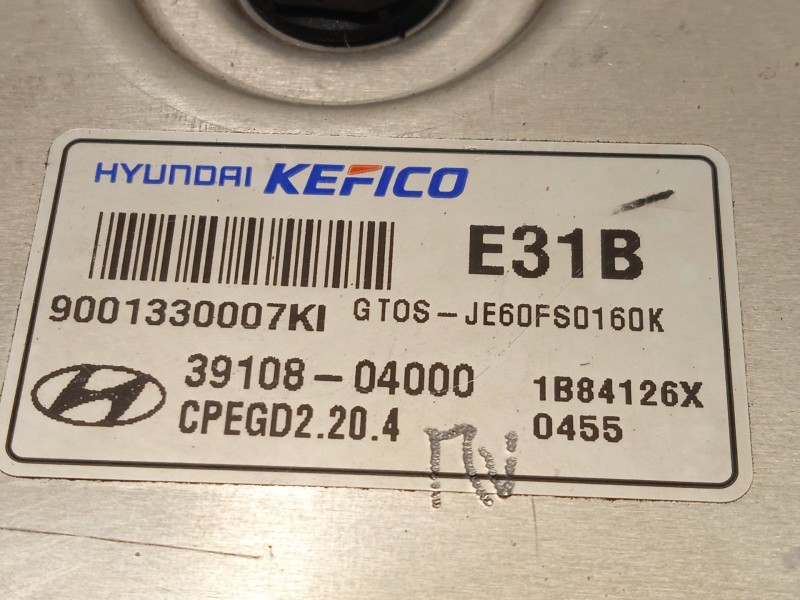 HYUNDAI KEFICO
E31B
9001330007KI GTOS-JE60FS0160K
39108-04000 1B84126X
CPEGD2.20.4 0455